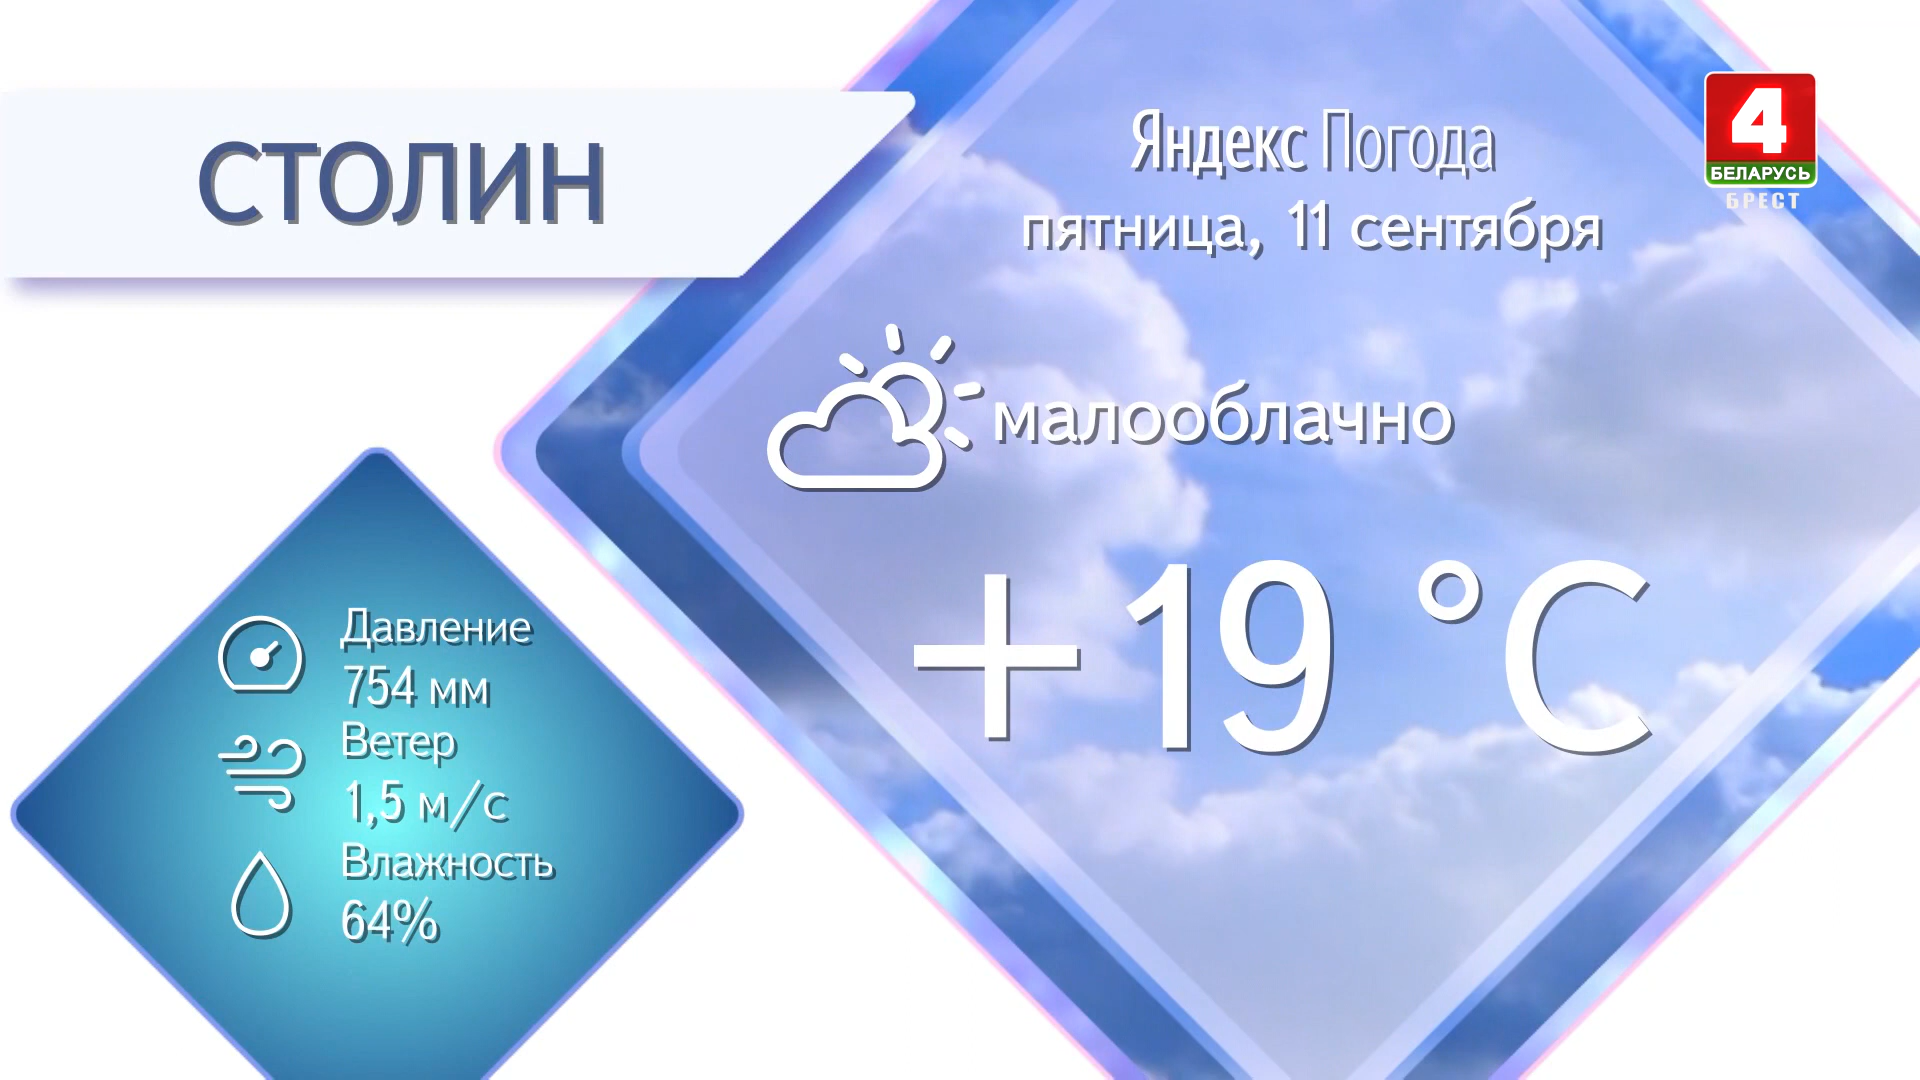 СТОЛИН
Яндекс Погода
пятница, 11 сентября
4
БЕЛАРУСЬ
БРЕСТ
малооблачно
+19 °C
Давление
754 мм
Ветер
1,5 м/с
Влажность
64%